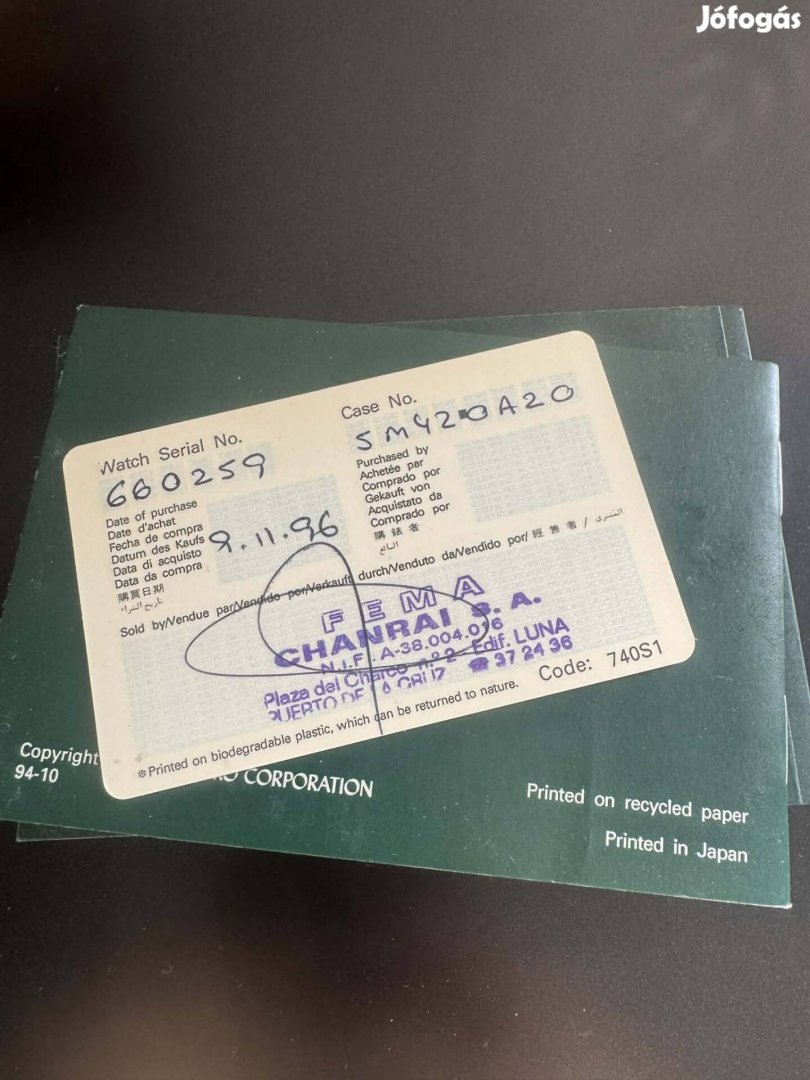 Jófogás
Watch Serial No.
660259
Case No.
5M42-0A20
Date of purchase
Date d'achat
Fecha de compra
Datum des Kaufs
Data di acquisto
Data da compra
購買日期
تاريخ الشراء
9.11.96
Purchased by
Achetée par
Comprado por
Gekauft von
Acquistato da
Comprado por
購錶者
البائع
Sold by/Vendue par/Vendido por/Verkauft durch/Venduto da/Vendido por/經售者/المشترى
FEMA
CHANRAI S. A.
N.I.F. A-38.004.016
Plaza del Charco n.º 2 - Edif. LUNA
PUERTO DE LA CRUZ ☎ 37 24 36
Code: 740S1
※Printed on biodegradable plastic, which can be returned to nature.
Copyright
94-10
CORPORATION
Printed on recycled paper
Printed in Japan